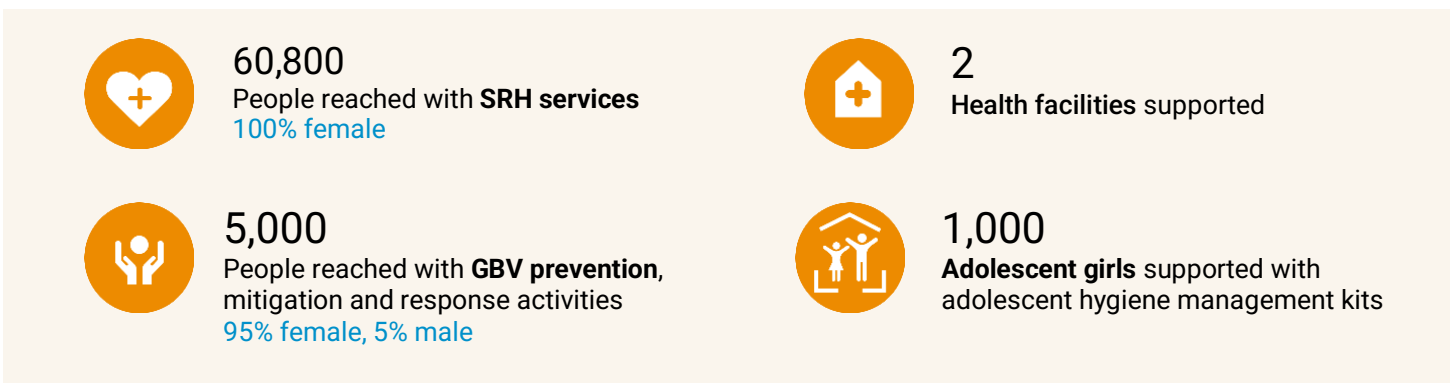 60,800
People reached with SRH services
100% female
2
Health facilities supported
5,000
People reached with GBV prevention,
mitigation and response activities
95% female, 5% male
1,000
Adolescent girls supported with
adolescent hygiene management kits